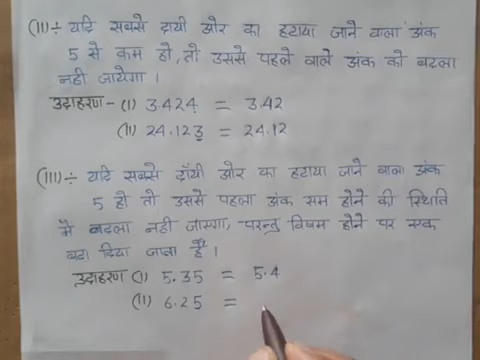 (II)÷ यदि सबसे दायी ओर का हटाया जाने वाला अंक
5 से कम हो, तो उससे पहले वाले अंक को बदला
नही जायेगा ।
उदाहरण - (I) 3.424 = 3.42
(II) 24.123 = 24.12
(III)÷ यदि सबसे दाँयी ओर का हटाया जाने वाला अंक
5 हो तो उससे पहला अंक सम होने की स्थिति
मे बदला नही जाएगा, परन्तु विषम होने पर एक
बढ़ा दिया जाता है ।
उदाहरण (I) 5.35 = 5.4
(II) 6.25 =